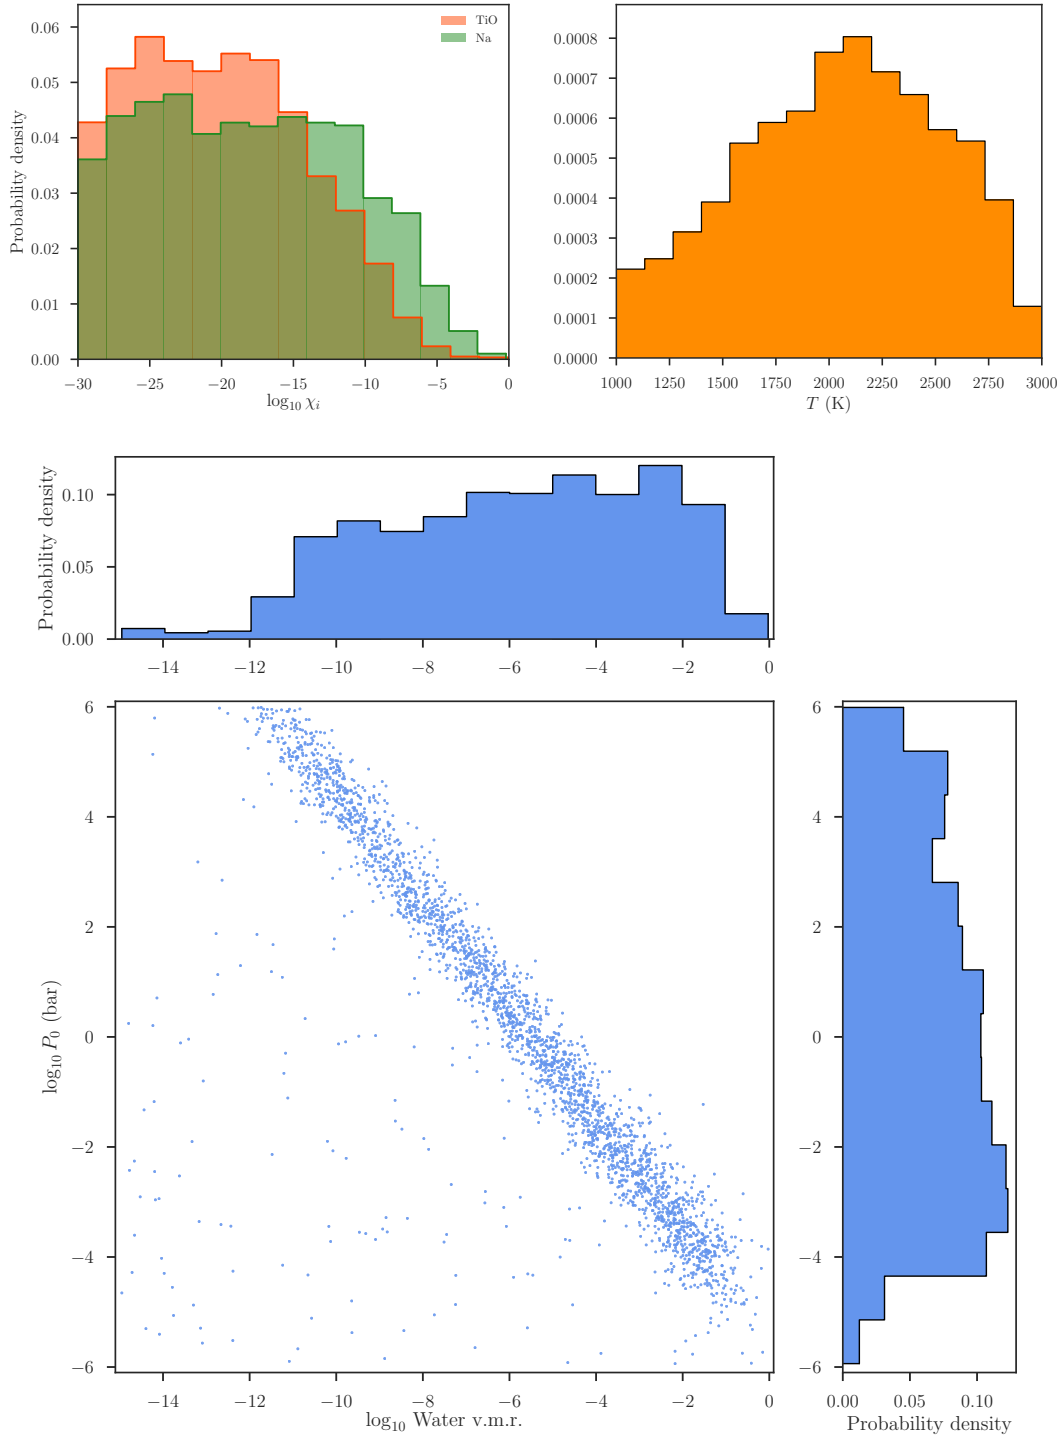 0.06
0.05
0.04
0.03
0.02
0.01
0.00
Probability density
TiO
Na
−30 −25 −20 −15 −10 −5 0
log₁₀ χᵢ
0.0008
0.0007
0.0006
0.0005
0.0004
0.0003
0.0002
0.0001
0.0000
1000 1250 1500 1750 2000 2250 2500 2750 3000
T (K)
0.10
0.05
0.00
Probability density
−14 −12 −10 −8 −6 −4 −2 0
6
4
2
0
−2
−4
−6
log₁₀ P₀ (bar)
−14 −12 −10 −8 −6 −4 −2 0
log₁₀ Water v.m.r.
6
4
2
0
−2
−4
−6
0.00 0.05 0.10
Probability density